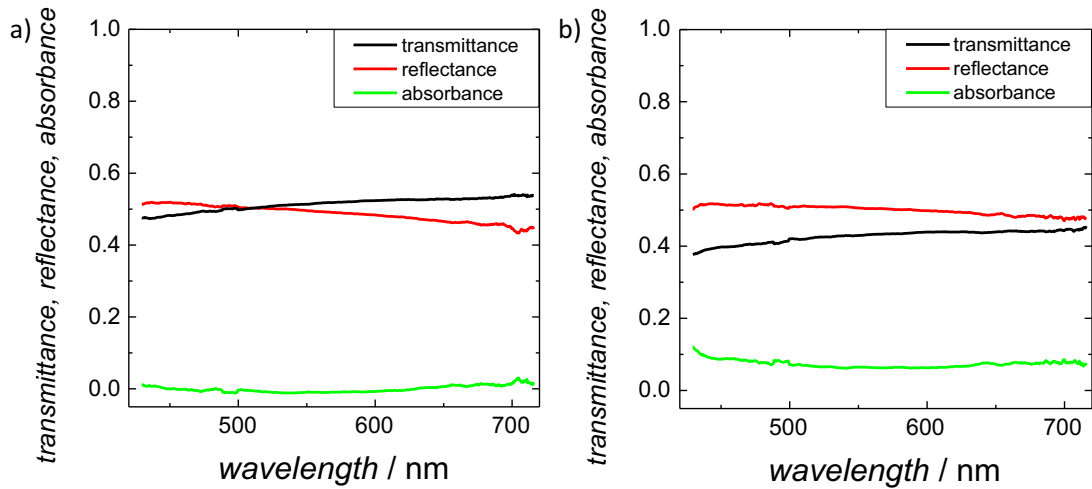 a)
transmittance, reflectance, absorbance
1.0
0.8
0.6
0.4
0.2
0.0
transmittance
reflectance
absorbance
500
600
700
wavelength / nm
b)
transmittance, reflectance, absorbance
1.0
0.8
0.6
0.4
0.2
0.0
transmittance
reflectance
absorbance
500
600
700
wavelength / nm